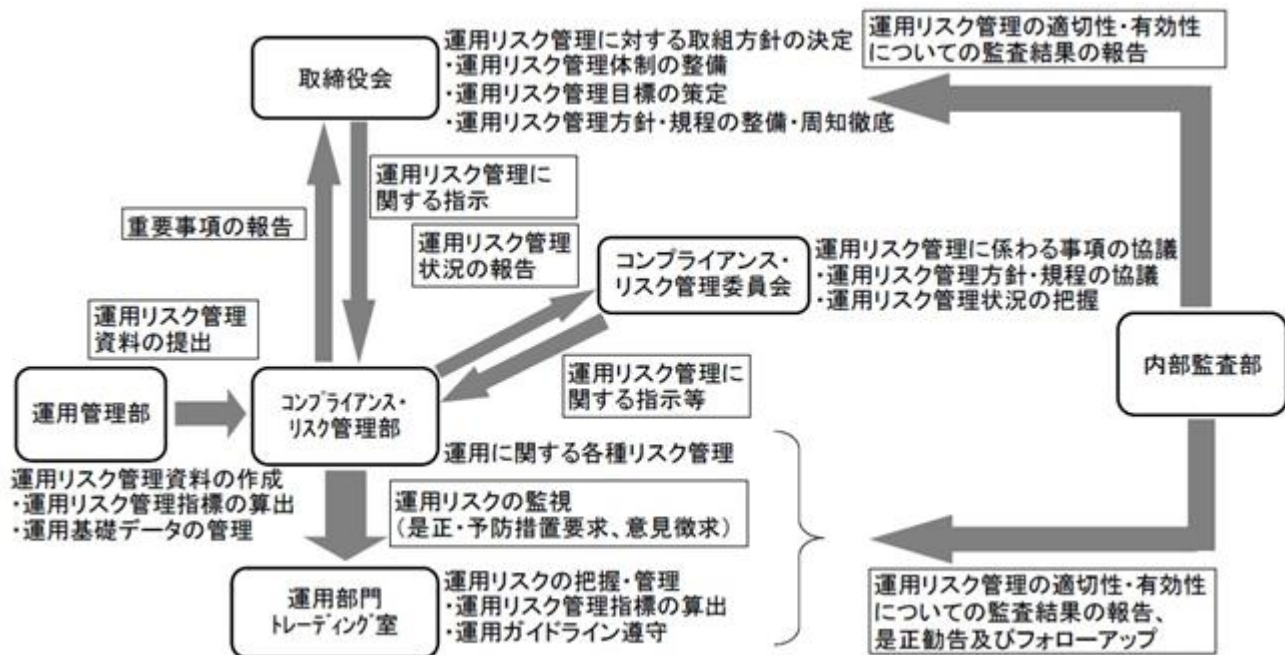 取締役会
運用リスク管理に対する取組方針の決定
・運用リスク管理体制の整備
・運用リスク管理目標の策定
・運用リスク管理方針・規程の整備・周知徹底
運用リスク管理の適切性・有効性
についての監査結果の報告
重要事項の報告
運用リスク管理に
関する指示
運用リスク管理
状況の報告
コンプライアンス・
リスク管理委員会
運用リスク管理に係わる事項の協議
・運用リスク管理方針・規程の協議
・運用リスク管理状況の把握
運用リスク管理
資料の提出
運用リスク管理に
関する指示等
内部監査部
運用管理部
コンプライアンス・
リスク管理部
運用に関する各種リスク管理
運用リスク管理資料の作成
・運用リスク管理指標の算出
・運用基礎データの管理
運用リスクの監視
(是正・予防措置要求、意見徴求)
運用部門
トレーディング室
運用リスクの把握・管理
・運用リスク管理指標の算出
・運用ガイドライン遵守
運用リスク管理の適切性・有効性
についての監査結果の報告、
是正勧告及びフォローアップ